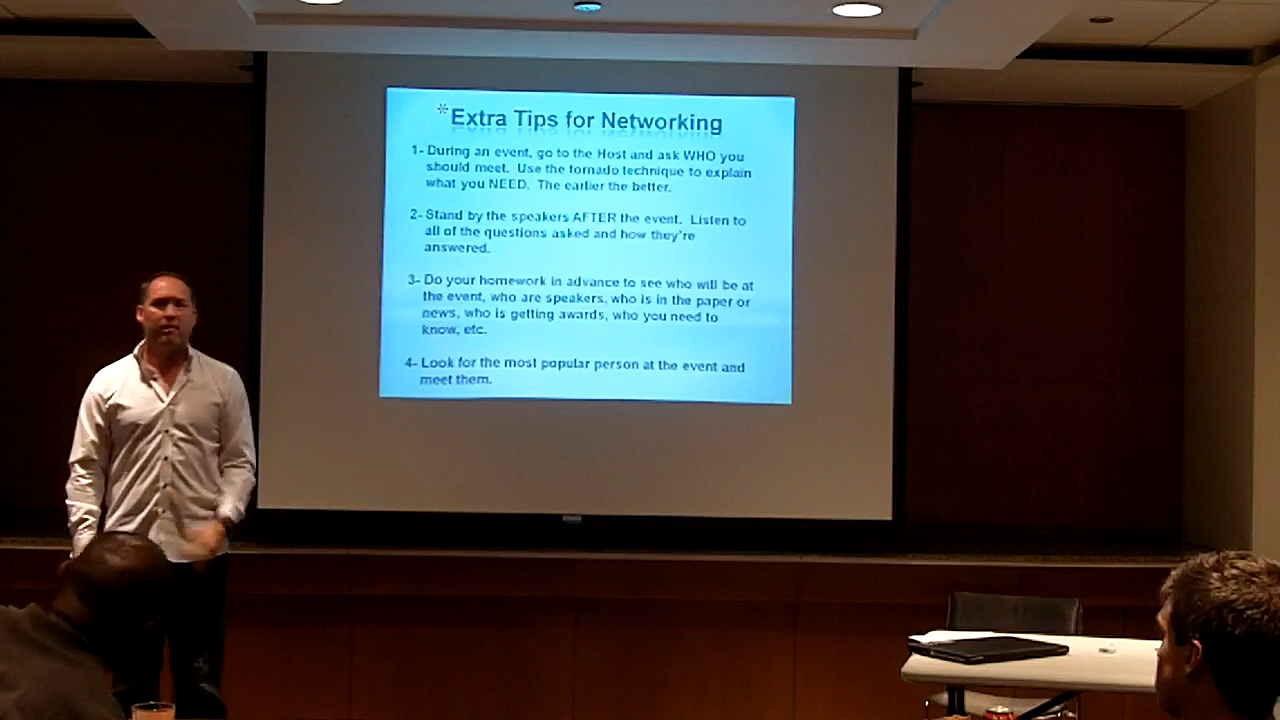 *Extra Tips for Networking
1- During an event, go to the Host and ask WHO you
should meet. Use the tornado technique to explain
what you NEED. The earlier the better.
2- Stand by the speakers AFTER the event. Listen to
all of the questions asked and how they're
answered.
3- Do your homework in advance to see who will be at
the event, who are speakers, who is in the paper or
news, who is getting awards, who you need to
know, etc.
4- Look for the most popular person at the event and
meet them.